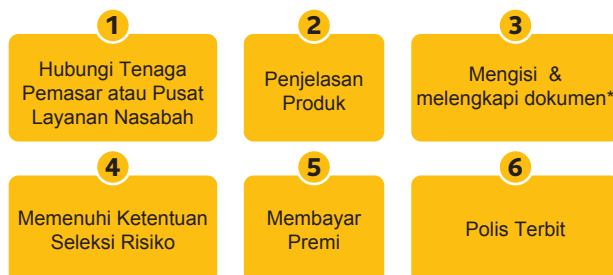 1
Hubungi Tenaga
Pemasar atau Pusat
Layanan Nasabah
2
Penjelasan
Produk
3
Mengisi &
melengkapi dokumen*
4
Memenuhi Ketentuan
Seleksi Risiko
5
Membayar
Premi
6
Polis Terbit